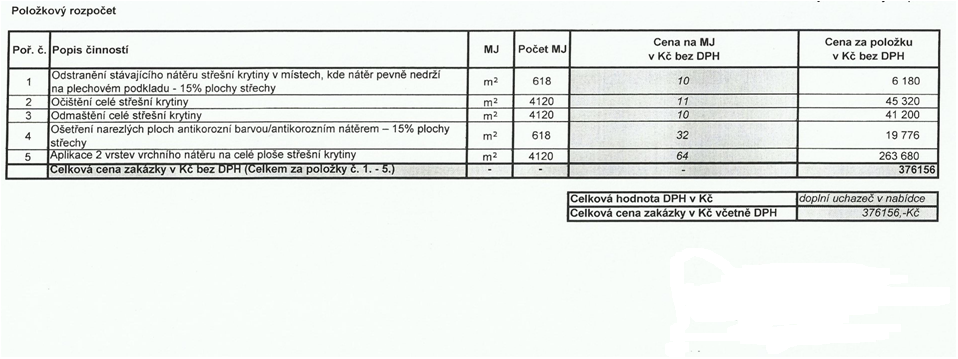 Položkový rozpočet
Poř. č. Popis činností MJ Počet MJ Cena na MJ v Kč bez DPH Cena za položku v Kč bez DPH
1 Odstranění stávajícího nátěru střešní krytiny v místech, kde nátěr pevně nedrží
na plechovém podkladu - 15% plochy střechy m² 618 10 6 180
2 Očištění celé střešní krytiny m² 4120 11 45 320
3 Odmaštění celé střešní krytiny m² 4120 10 41 200
4 Ošetření narezlých ploch antikorozní barvou/antikorozním nátěrem – 15% plochy
střechy m² 618 32 19 776
5 Aplikace 2 vrstev vrchního nátěru na celé ploše střešní krytiny m² 4120 64 263 680
Celková cena zakázky v Kč bez DPH (Celkem za položky č. 1. - 5.) - - - 376156
Celková hodnota DPH v Kč doplní uchazeč v nabídce
Celková cena zakázky v Kč včetně DPH 376156,-Kč